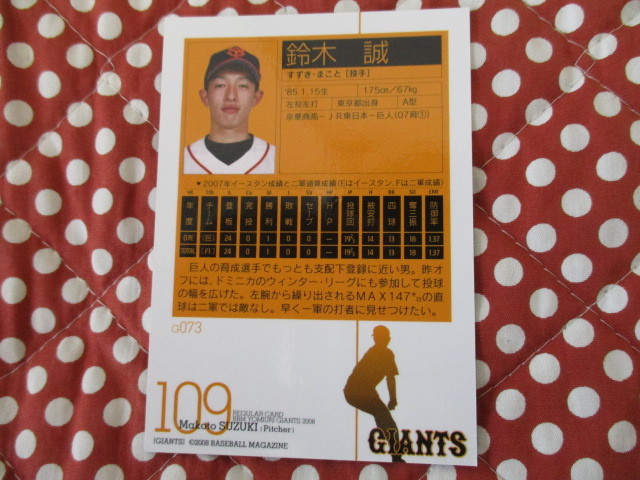 鈴木 誠
すずき・まこと [投手]
'85.1.15生 175cm/67kg
左投左打 東京都出身 A型
京華商高-JR東日本-巨人(07育①)
▼2007年イースタン成績と二軍通算成績(Eはイースタン、Fは二軍成績)
年度 チーム 登板 完投 勝利 敗戦 セーブ HP 投球回 被安打 四球 奪三振 防御率
巨人の育成選手でもっとも支配下登録に近い男。昨
オフには、ドミニカのウィンター・リーグにも参加して投球
の幅を広げた。左腕から繰り出されるMAX147㌔の直
球は二軍では敵なし。早く一軍の打者に見せつけたい。
G073
109
REGULAR CARD
BBM YOMIURI GIANTS 2008
Makoto SUZUKI (Pitcher)
(GIANTS) ©2008 BASEBALL MAGAZINE
GIANTS